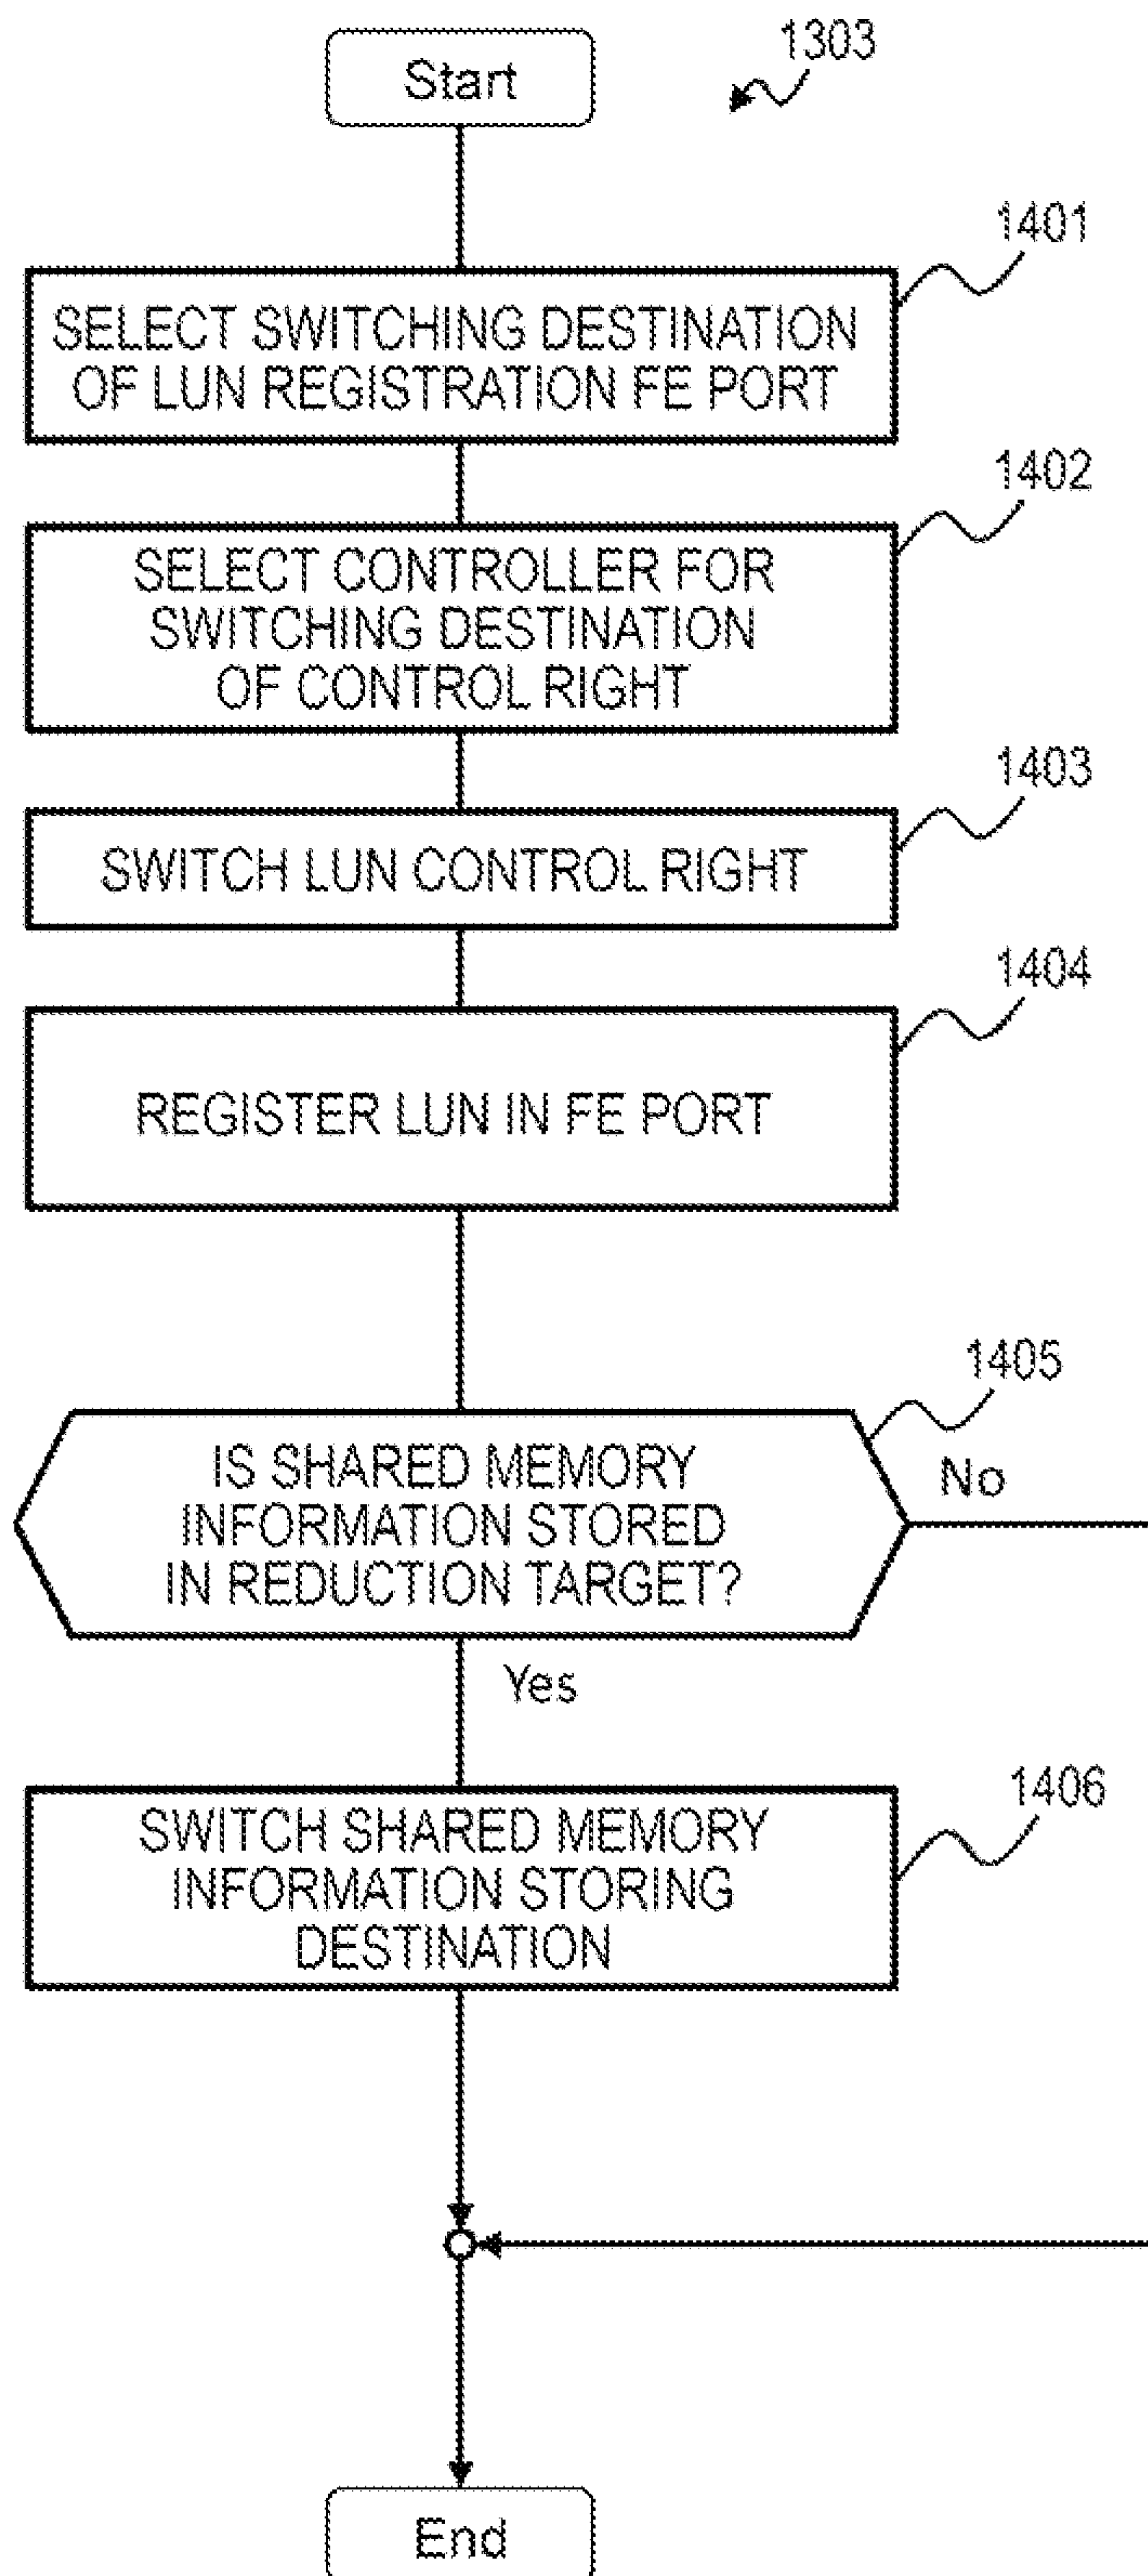 Start
1303
1401
SELECT SWITCHING DESTINATION
OF LUN REGISTRATION FE PORT
1402
SELECT CONTROLLER FOR
SWITCHING DESTINATION
OF CONTROL RIGHT
1403
SWITCH LUN CONTROL RIGHT
1404
REGISTER LUN IN FE PORT
1405
IS SHARED MEMORY
INFORMATION STORED
IN REDUCTION TARGET?
No
Yes
1406
SWITCH SHARED MEMORY
INFORMATION STORING
DESTINATION
End